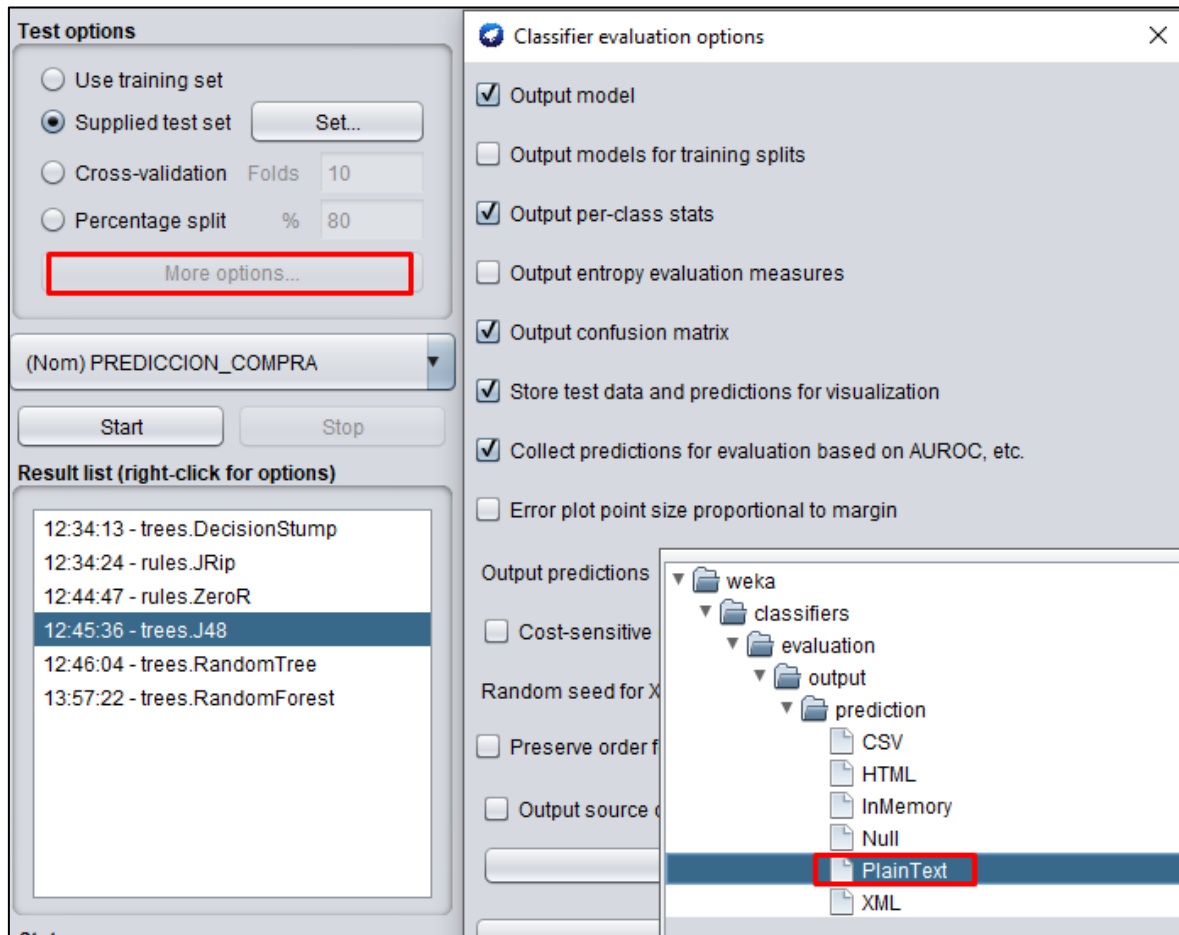 Test options
Use training set
Supplied test set Set...
Cross-validation Folds 10
Percentage split % 80
More options...
(Nom) PREDICCION_COMPRA
Start Stop
Result list (right-click for options)
12:34:13 - trees.DecisionStump
12:34:24 - rules.JRip
12:44:47 - rules.ZeroR
12:45:36 - trees.J48
12:46:04 - trees.RandomTree
13:57:22 - trees.RandomForest
Classifier evaluation options
Output model
Output models for training splits
Output per-class stats
Output entropy evaluation measures
Output confusion matrix
Store test data and predictions for visualization
Collect predictions for evaluation based on AUROC, etc.
Error plot point size proportional to margin
Output predictions
Cost-sensitive
Random seed for X
Preserve order f
Output source
weka
classifiers
evaluation
output
prediction
CSV
HTML
InMemory
Null
PlainText
XML